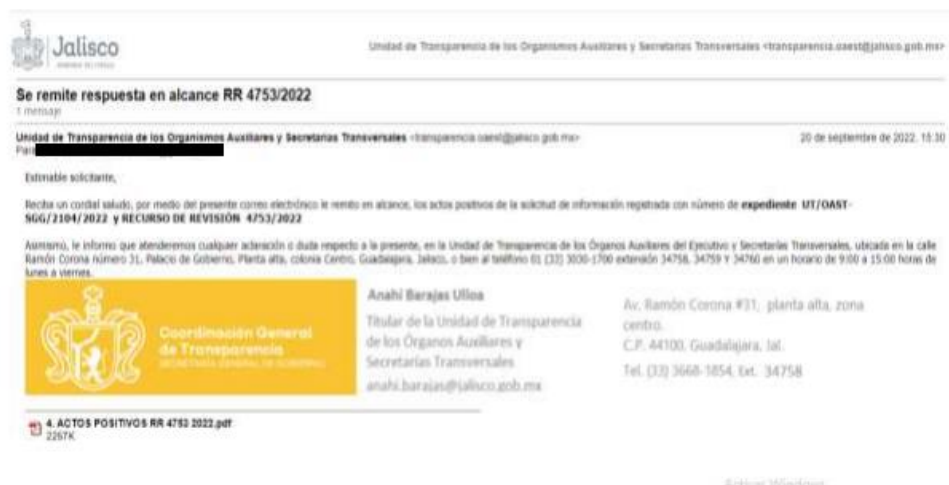 Jalisco
Unidad de Transparencia de los Organismos Auxiliares y Secretarias Transversales <transparencia.oaest@jalisco.gob.mx>
Se remite respuesta en alcance RR 4753/2022
1 mensaje
Unidad de Transparencia de los Organismos Auxiliares y Secretarias Transversales <transparencia.oaest@jalisco.gob.mx>
20 de septiembre de 2022, 15:30
Para
Estimable solicitante,
Reciba un cordial saludo, por medio del presente correo electrónico le remito en alcance, los actos positivos de la solicitud de información registrada con número de expediente UT/OAST-
SGG/2104/2022 y RECURSO DE REVISIÓN 4753/2022
Asimismo, le informo que atenderemos cualquier aclaración o duda respecto a la presente, en la Unidad de Transparencia de los Órganos Auxiliares del Ejecutivo y Secretarías Transversales, ubicada en la calle
Ramón Corona número 31, Palacio de Gobierno, Planta alta, colonia Centro, Guadalajara, Jalisco, o bien al teléfono 01 (33) 3030-1700 extensión 34758, 34759 Y 34760 en un horario de 9:00 a 15:00 horas de
lunes a viernes.
Coordinación General
de Transparencia
SECRETARÍA GENERAL DE GOBIERNO
Anahí Barajas Ulloa
Titular de la Unidad de Transparencia
de los Órganos Auxiliares y
Secretarías Transversales
anahi.barajas@jalisco.gob.mx
Av. Ramón Corona #31, planta alta, zona
centro.
C.P. 44100, Guadalajara, Jal.
Tel. (33) 3668-1854, Ext. 34758
4. ACTOS POSITIVOS RR 4753 2022.pdf
2267K